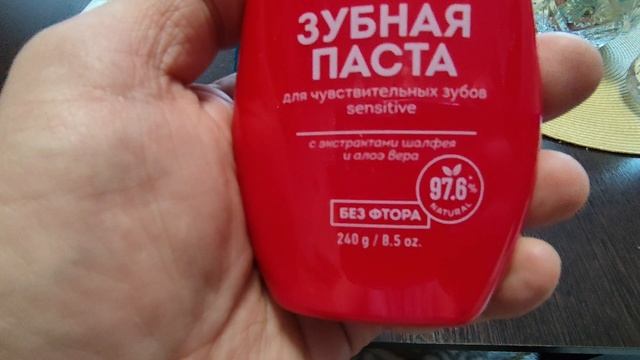 ЗУБНАЯ
ПАСТА
для чувствительных зубов
sensitive
с экстрактами шалфея
и алоэ вера
97.6%
NATURAL
БЕЗ ФТОРА
240 g / 8.5 oz.